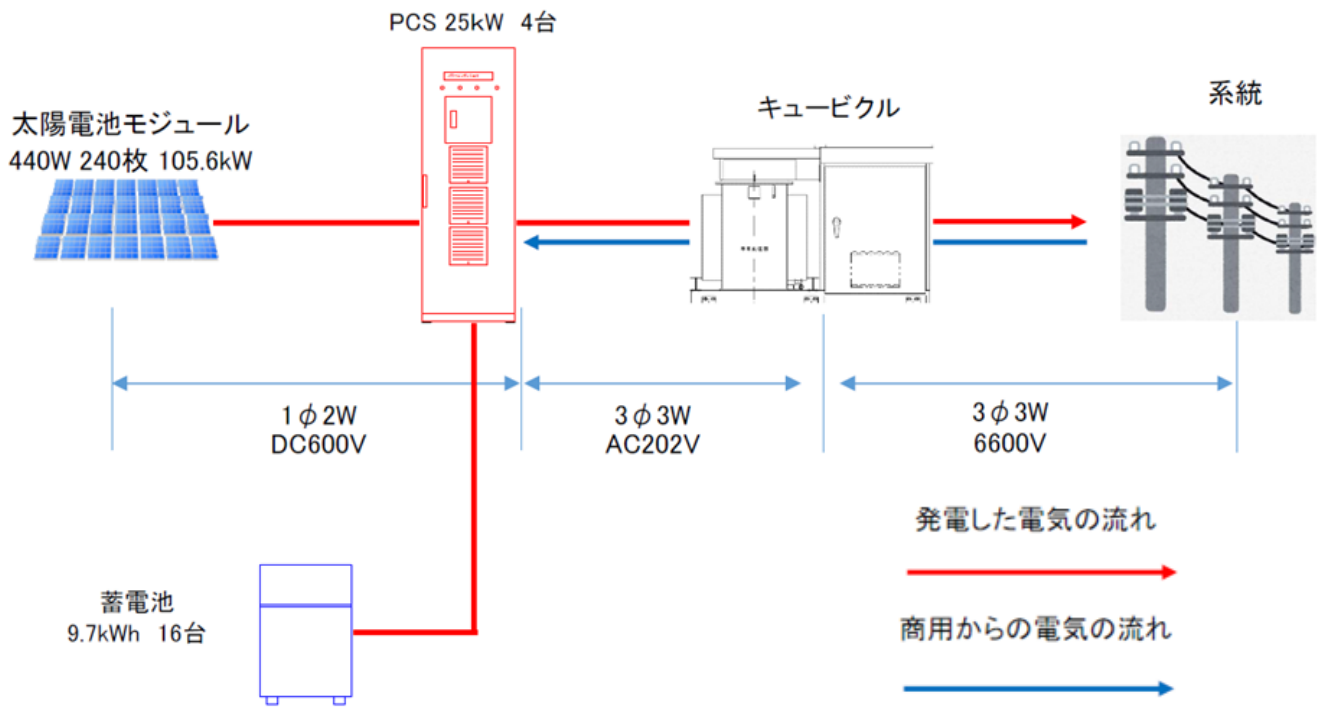 PCS 25kW 4台
太陽電池モジュール
440W 240枚 105.6kW
キュービクル
系統
1φ2W
DC600V
3φ3W
AC202V
3φ3W
6600V
発電した電気の流れ
商用からの電気の流れ
蓄電池
9.7kWh 16台